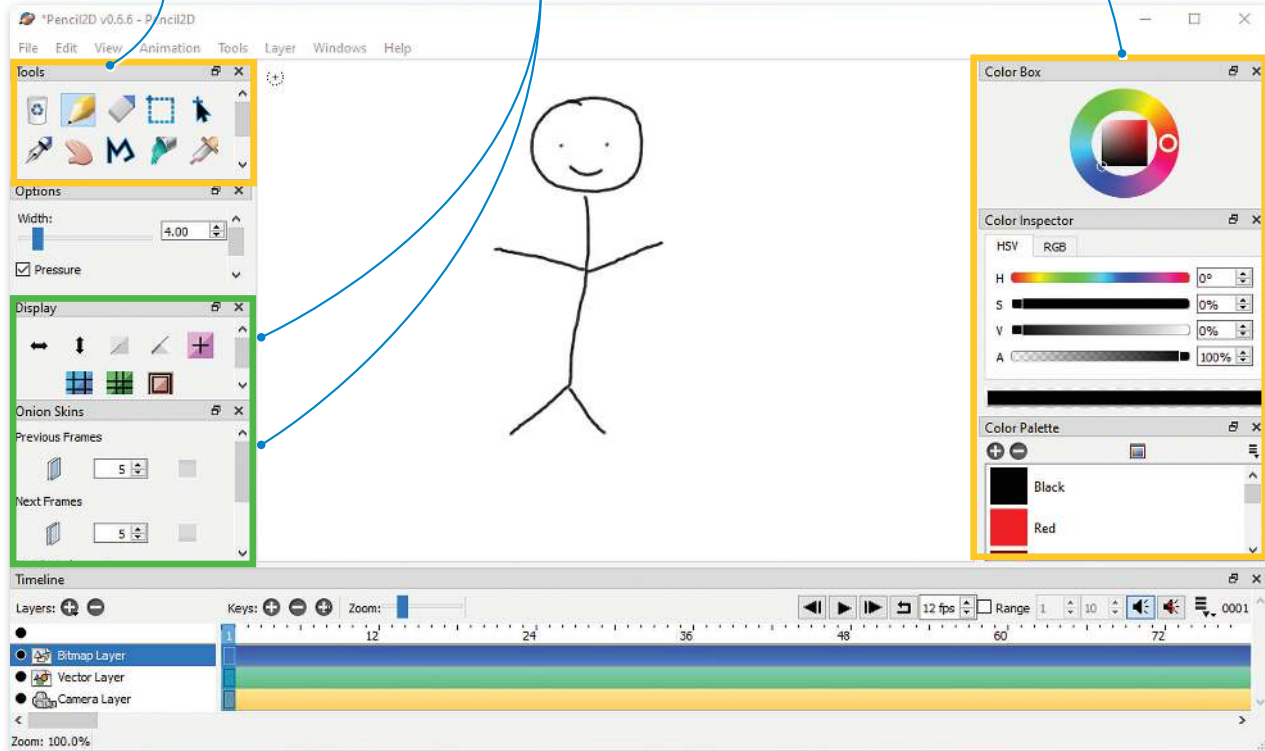 *Pencil2D v0.6.6 - Pencil2D
File Edit View Animation Tools Layer Windows Help
Tools
Options
Width:
4.00
Pressure
Display
Onion Skins
Previous Frames
5
Next Frames
5
Color Box
Color Inspector
HSV RGB
H 0°
S 0%
V 0%
A 100%
Color Palette
Black
Red
Timeline
Layers: Keys: Zoom: 12 fps Range 1 10 0001
1 12 24 36 48 60 72
Bitmap Layer
Vector Layer
Camera Layer
Zoom: 100.0%